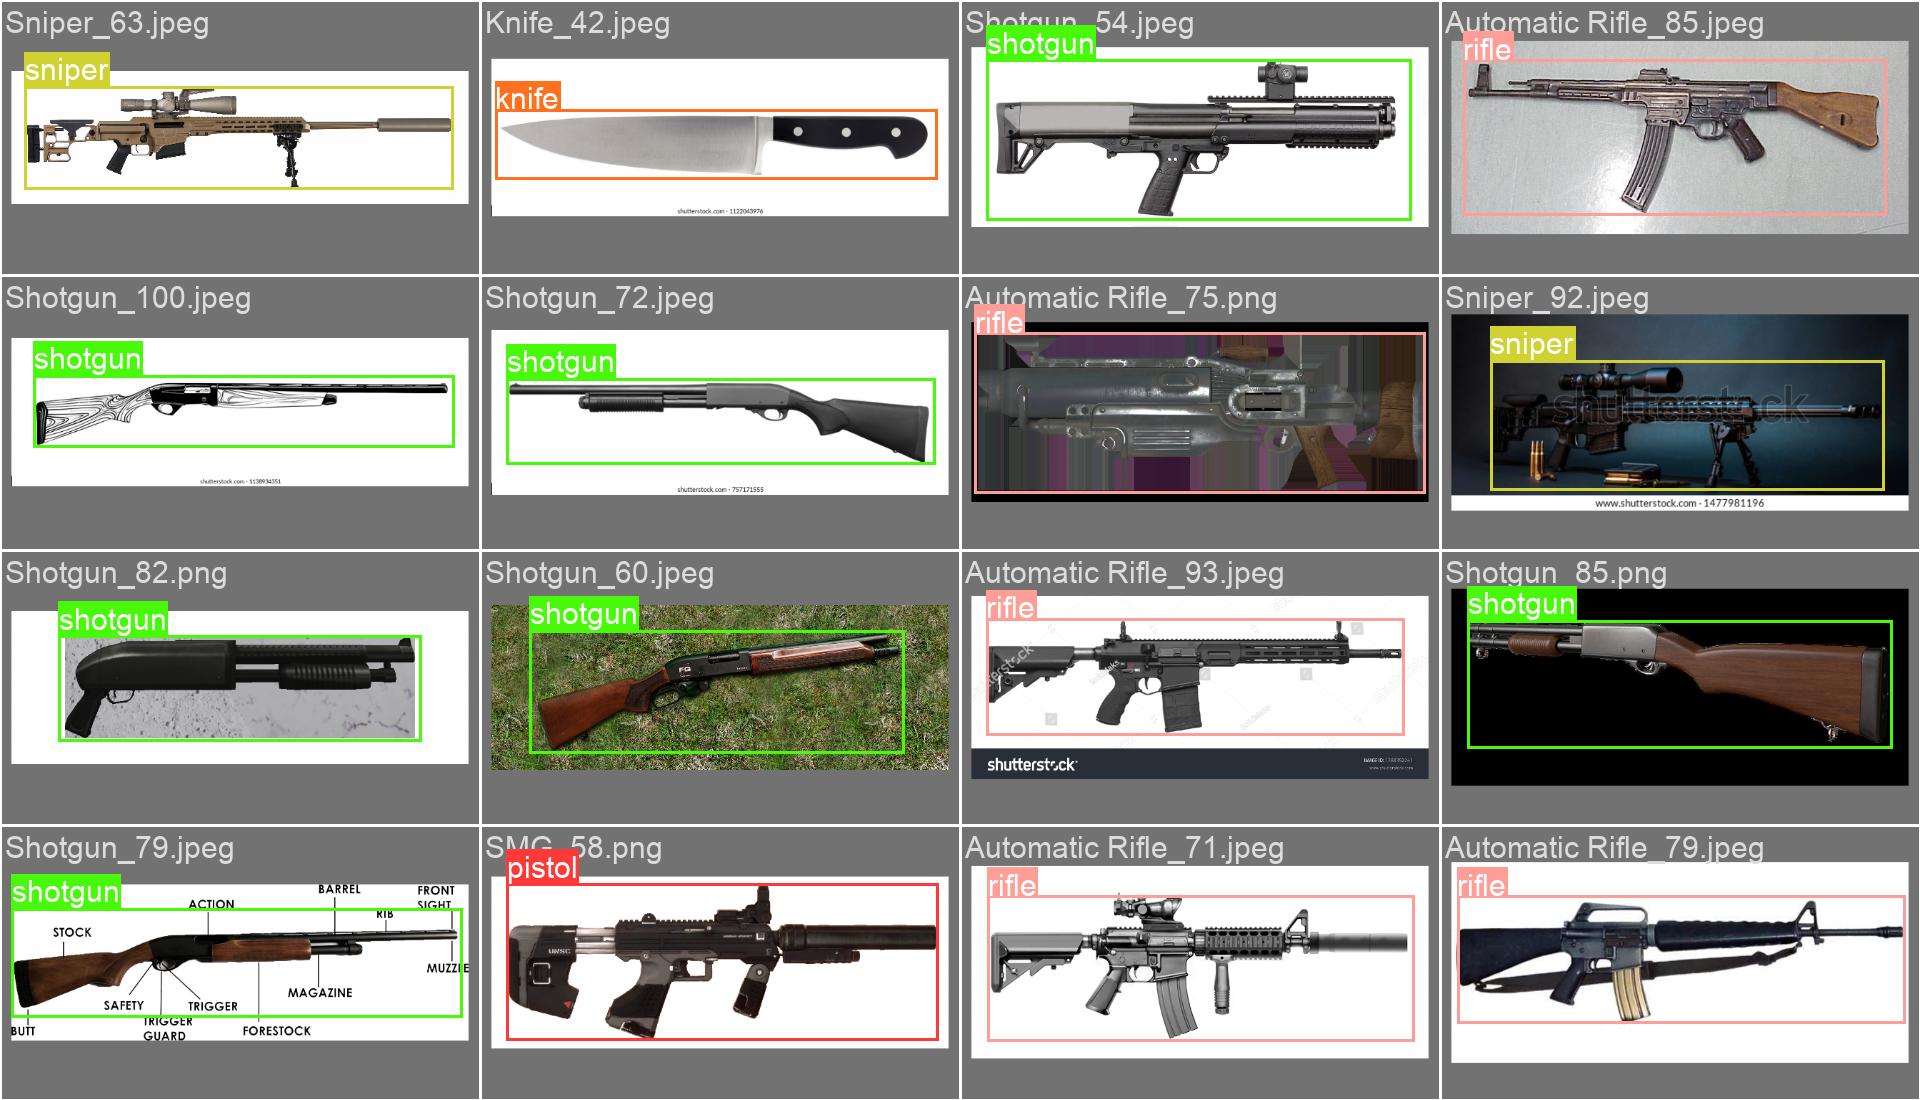 Sniper_63.jpeg
sniper
Knife_42.jpeg
knife
shutterstock.com · 1122043976
Shotgun_54.jpeg
shotgun
Automatic Rifle_85.jpeg
rifle
Shotgun_100.jpeg
shotgun
shutterstock.com · 1138934351
Shotgun_72.jpeg
shotgun
shutterstock.com · 757171555
Automatic Rifle_75.png
rifle
Sniper_92.jpeg
sniper
shutterstock
www.shutterstock.com · 1477981196
Shotgun_82.png
shotgun
Shotgun_60.jpeg
shotgun
FG
Automatic Rifle_93.jpeg
rifle
shutterstock
shutterstock
Shotgun_85.png
shotgun
Shotgun_79.jpeg
shotgun
BARREL
FRONT
SIGHT
ACTION
RIB
STOCK
MUZZLE
MAGAZINE
SAFETY
TRIGGER
BUTT
TRIGGER
GUARD
FORESTOCK
SMG_58.png
pistol
UNSC
Automatic Rifle_71.jpeg
rifle
Automatic Rifle_79.jpeg
rifle